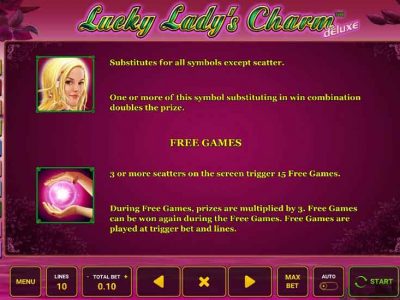 Lucky Lady's Charm™
deluxe
Substitutes for all symbols except scatter.
One or more of this symbol substituting in win combination
doubles the prize.
FREE GAMES
3 or more scatters on the screen trigger 15 Free Games.
During Free Games, prizes are multiplied by 3. Free Games
can be won again during the Free Games. Free Games are
played at trigger bet and lines.
MENU
LINES
10
- TOTAL BET +
0.10
MAX
BET
AUTO
START